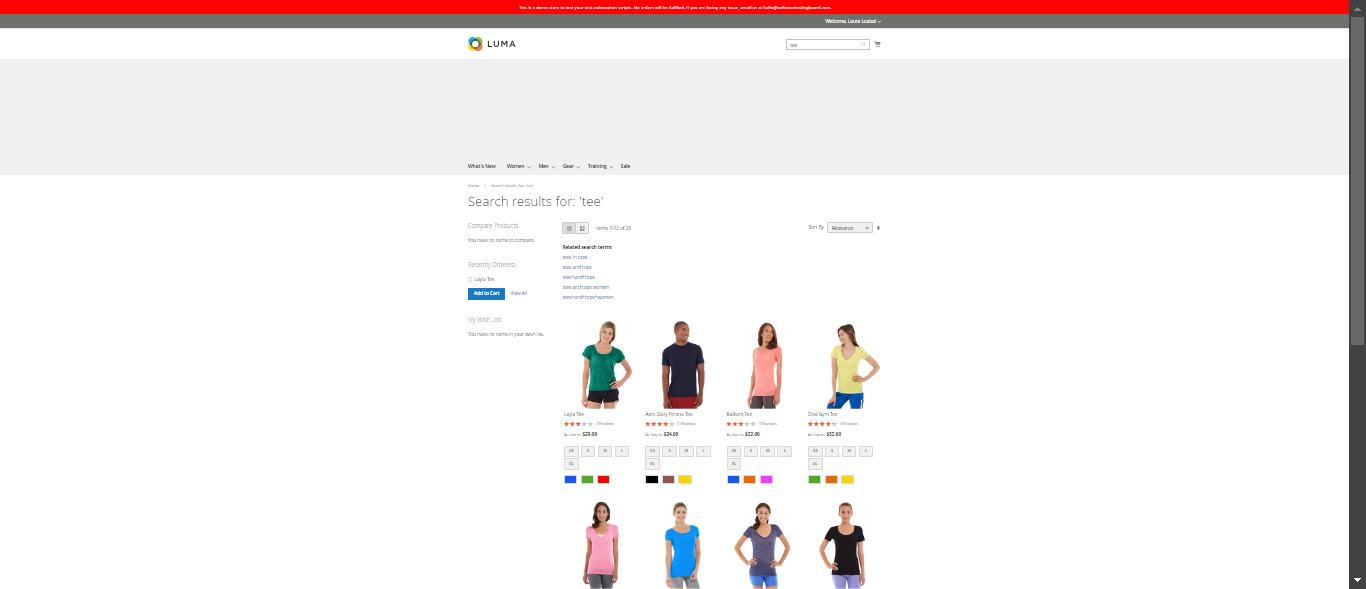 This is a demo store to test your test automation scripts. No orders will be fulfilled. If you are facing any issue, email us at hello@softwaretestingboard.com.
Welcome,
LUMA
tee
What's New Women Men Gear Training Sale
Home Search results for: 'tee'
Search results for: 'tee'
Compare Products
You have no items to compare.
Recently Ordered
Layla Tee
Add to Cart View All
My Wish List
You have no items in your wish list.
Items 1-12 of
Sort By Relevance
Related search terms
tees in tops
tees and tops
tees+and+tops
tees and tops women
tees+and+tops+women
Layla Tee
2 Reviews
As low as $29.00
XS S M L
XL
Aero Daily Fitness Tee
Reviews
As low as $24.00
XS S M L
XL
Radiant Tee
Reviews
As low as $22.00
XS S M L
XL
Diva Gym Tee
Reviews
As low as $32.00
XS S M L
XL